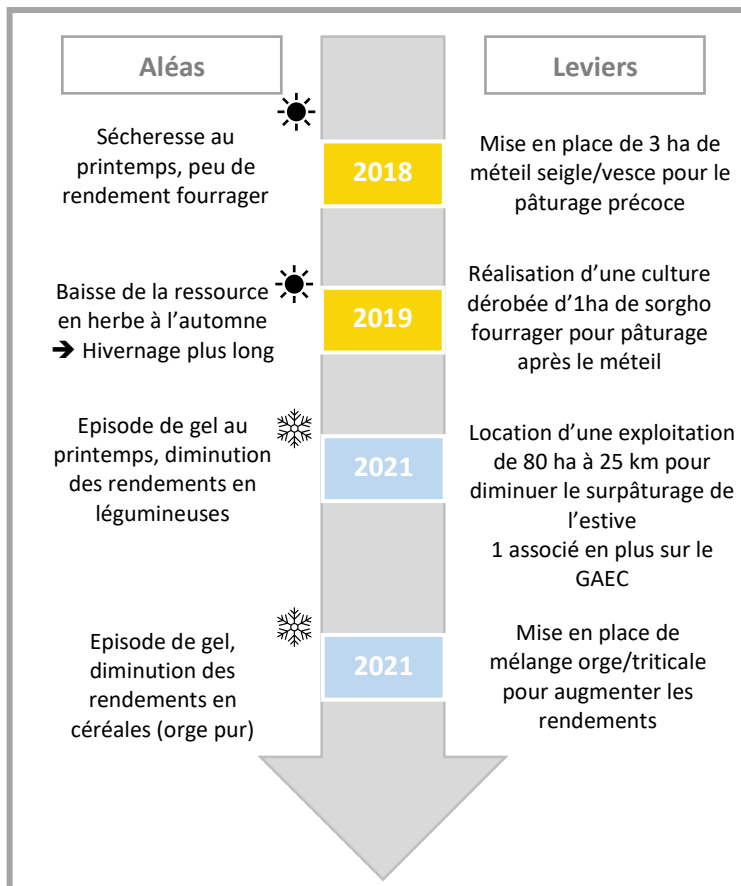 Aléas
Leviers
Sécheresse au
printemps, peu de
rendement fourrager
2018
Mise en place de 3 ha de
méteil seigle/vesce pour le
pâturage précoce
Baisse de la ressource
en herbe à l’automne
➔ Hivernage plus long
2019
Réalisation d’une culture
dérobée d’1ha de sorgho
fourrager pour pâturage
après le méteil
Episode de gel au
printemps, diminution
des rendements en
légumineuses
2021
Location d’une exploitation
de 80 ha à 25 km pour
diminuer le surpâturage de
l’estive
1 associé en plus sur le
GAEC
Episode de gel,
diminution des
rendements en
céréales (orge pur)
2021
Mise en place de
mélange orge/triticale
pour augmenter les
rendements